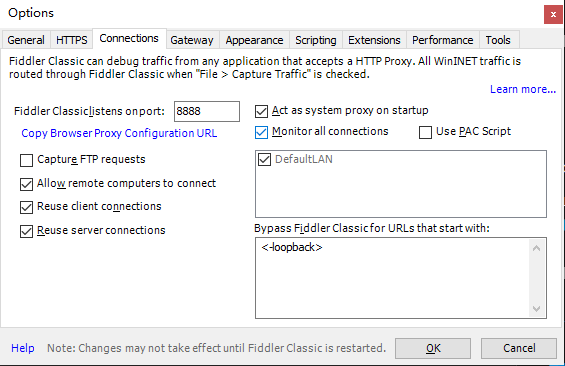 Options
x
General HTTPS Connections Gateway Appearance Scripting Extensions Performance Tools
Fiddler Classic can debug traffic from any application that accepts a HTTP Proxy. All WinINET traffic is
routed through Fiddler Classic when "File > Capture Traffic" is checked.
Learn more...
Fiddler Classic listens on port: 8888
Copy Browser Proxy Configuration URL
Capture FTP requests
Allow remote computers to connect
Reuse client connections
Reuse server connections
Act as system proxy on startup
Monitor all connections Use PAC Script
DefaultLAN
Bypass Fiddler Classic for URLs that start with:
<-loopback>
Help Note: Changes may not take effect until Fiddler Classic is restarted. OK Cancel